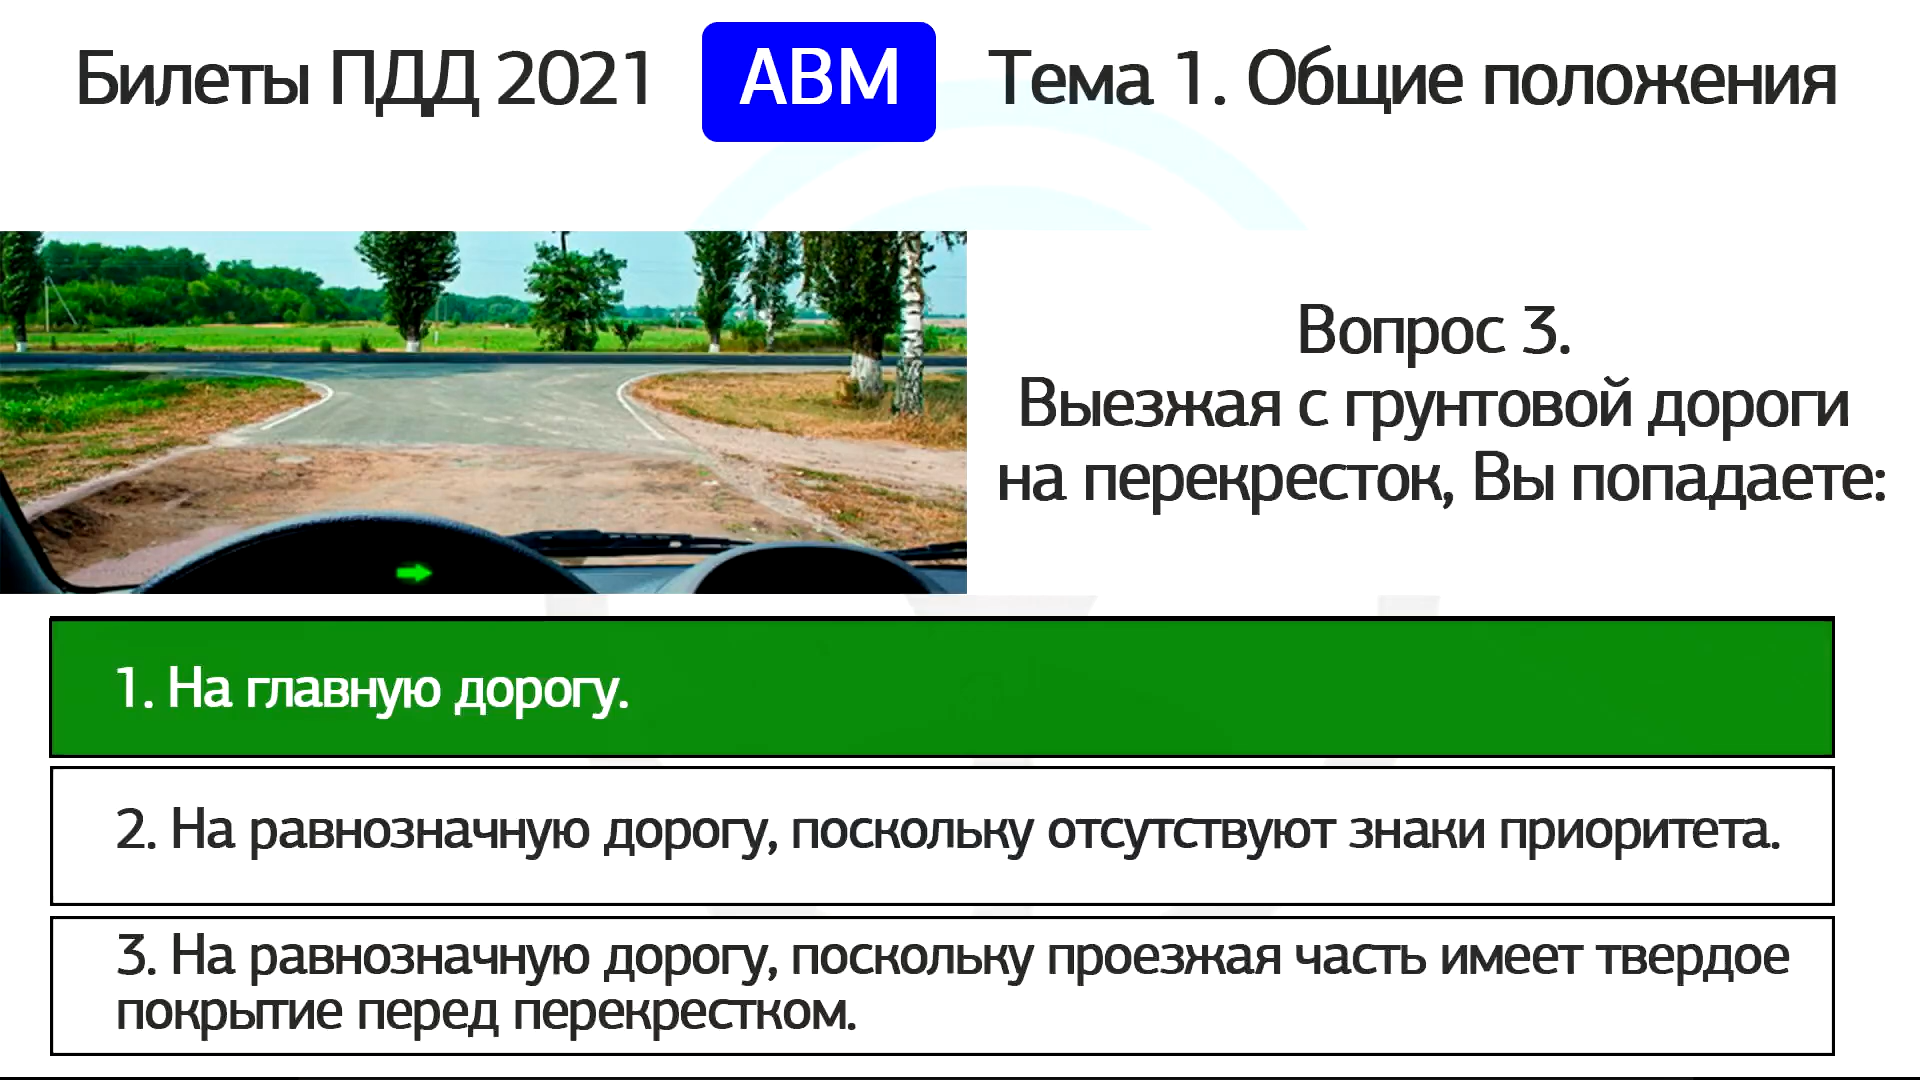 Билеты ПДД 2021 АВМ Тема 1. Общие положения
Вопрос 3.
Выезжая с грунтовой дороги
на перекресток, Вы попадаете:
1. На главную дорогу.
2. На равнозначную дорогу, поскольку отсутствуют знаки приоритета.
3. На равнозначную дорогу, поскольку проезжая часть имеет твердое
покрытие перед перекрестком.